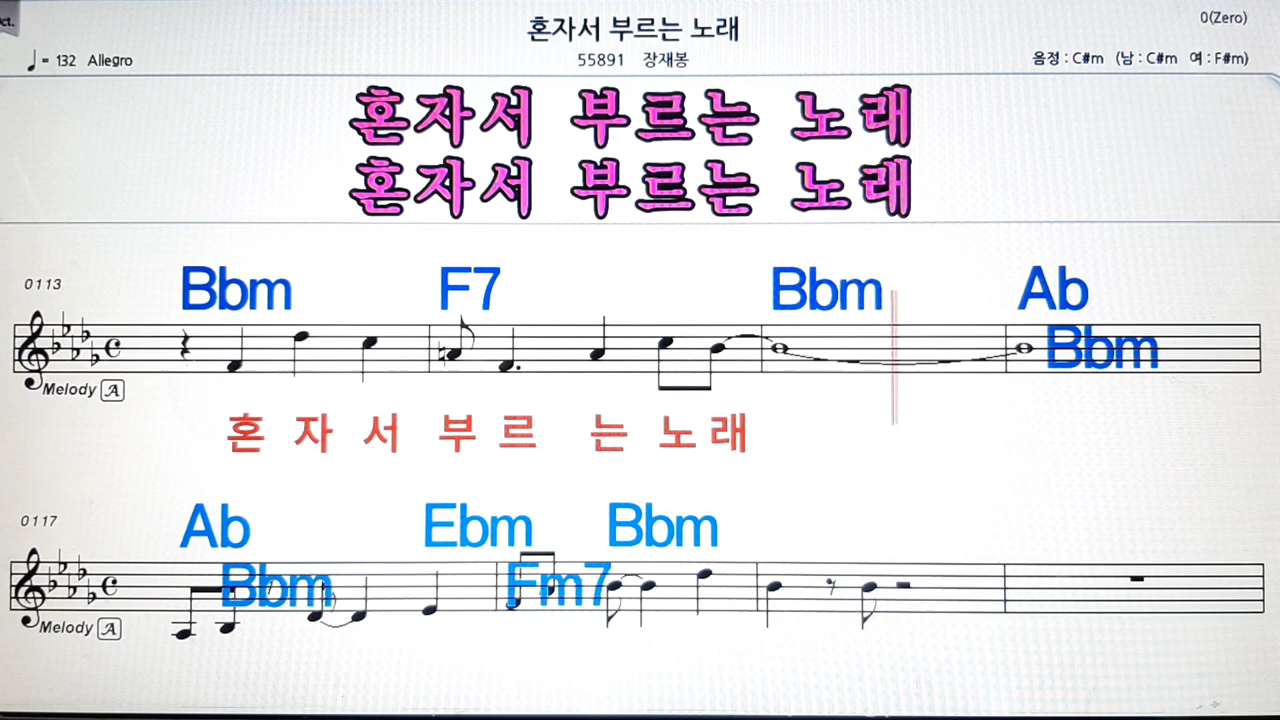 ct.
혼자서 부르는 노래
0(Zero)
♩= 132 Allegro
55891 장재봉
음정 : C#m (남 : C#m 여 : F#m)
혼자서 부르는 노래
혼자서 부르는 노래
0113
Bbm F7 Bbm Ab
Bbm
Melody A
혼 자 서 부 르 는 노 래
0117
Ab Ebm Bbm
Bbm Fm7
Melody A